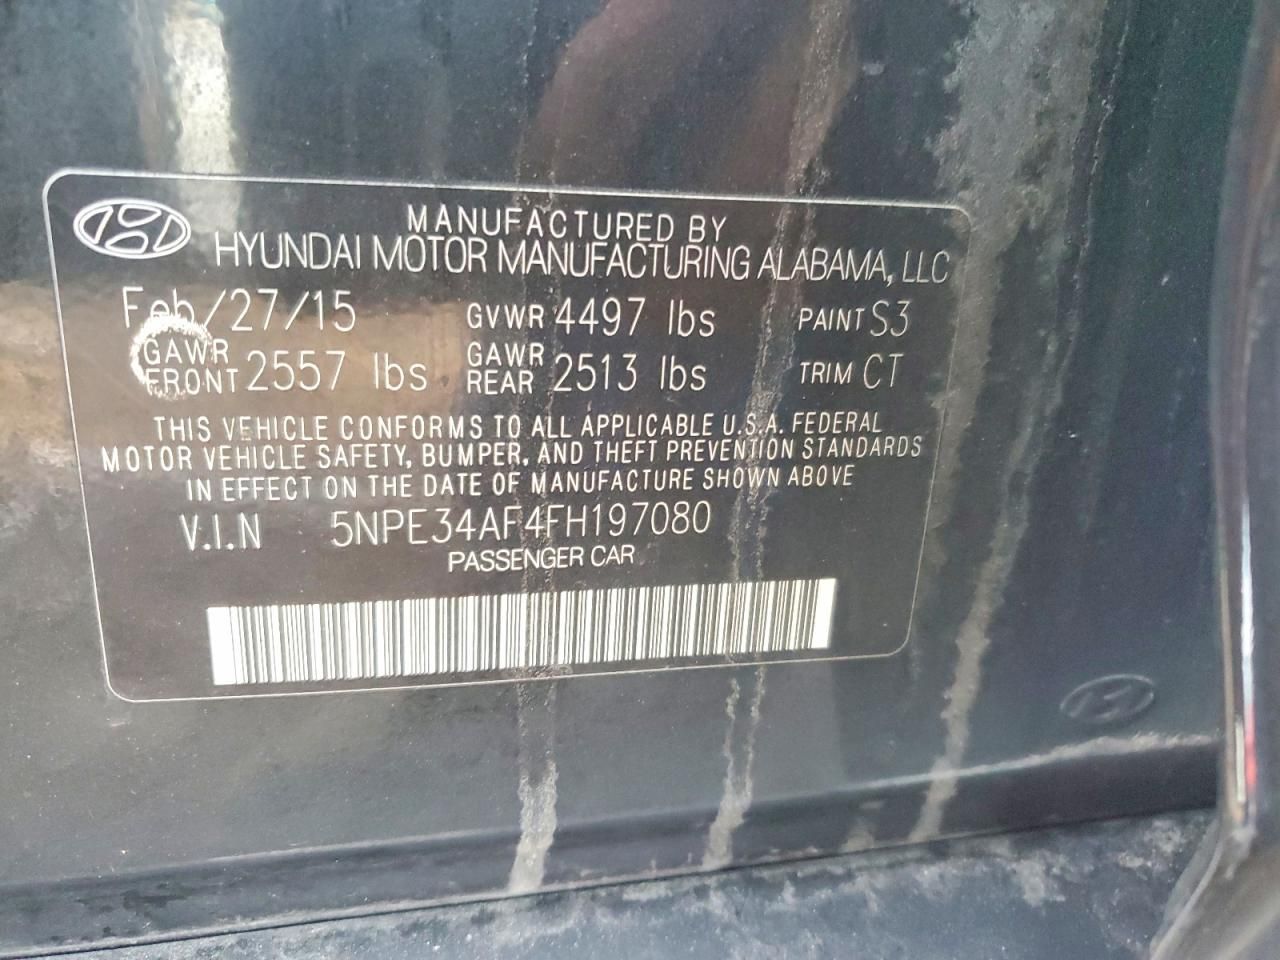 MANUFACTURED BY
HYUNDAI MOTOR MANUFACTURING ALABAMA, LLC
Feb/27/15 GVWR 4497 lbs PAINT S3
GAWR FRONT 2557 lbs GAWR REAR 2513 lbs TRIM CT
THIS VEHICLE CONFORMS TO ALL APPLICABLE U.S.A. FEDERAL
MOTOR VEHICLE SAFETY, BUMPER, AND THEFT PREVENTION STANDARDS
IN EFFECT ON THE DATE OF MANUFACTURE SHOWN ABOVE
V.I.N 5NPE34AF4FH197080
PASSENGER CAR